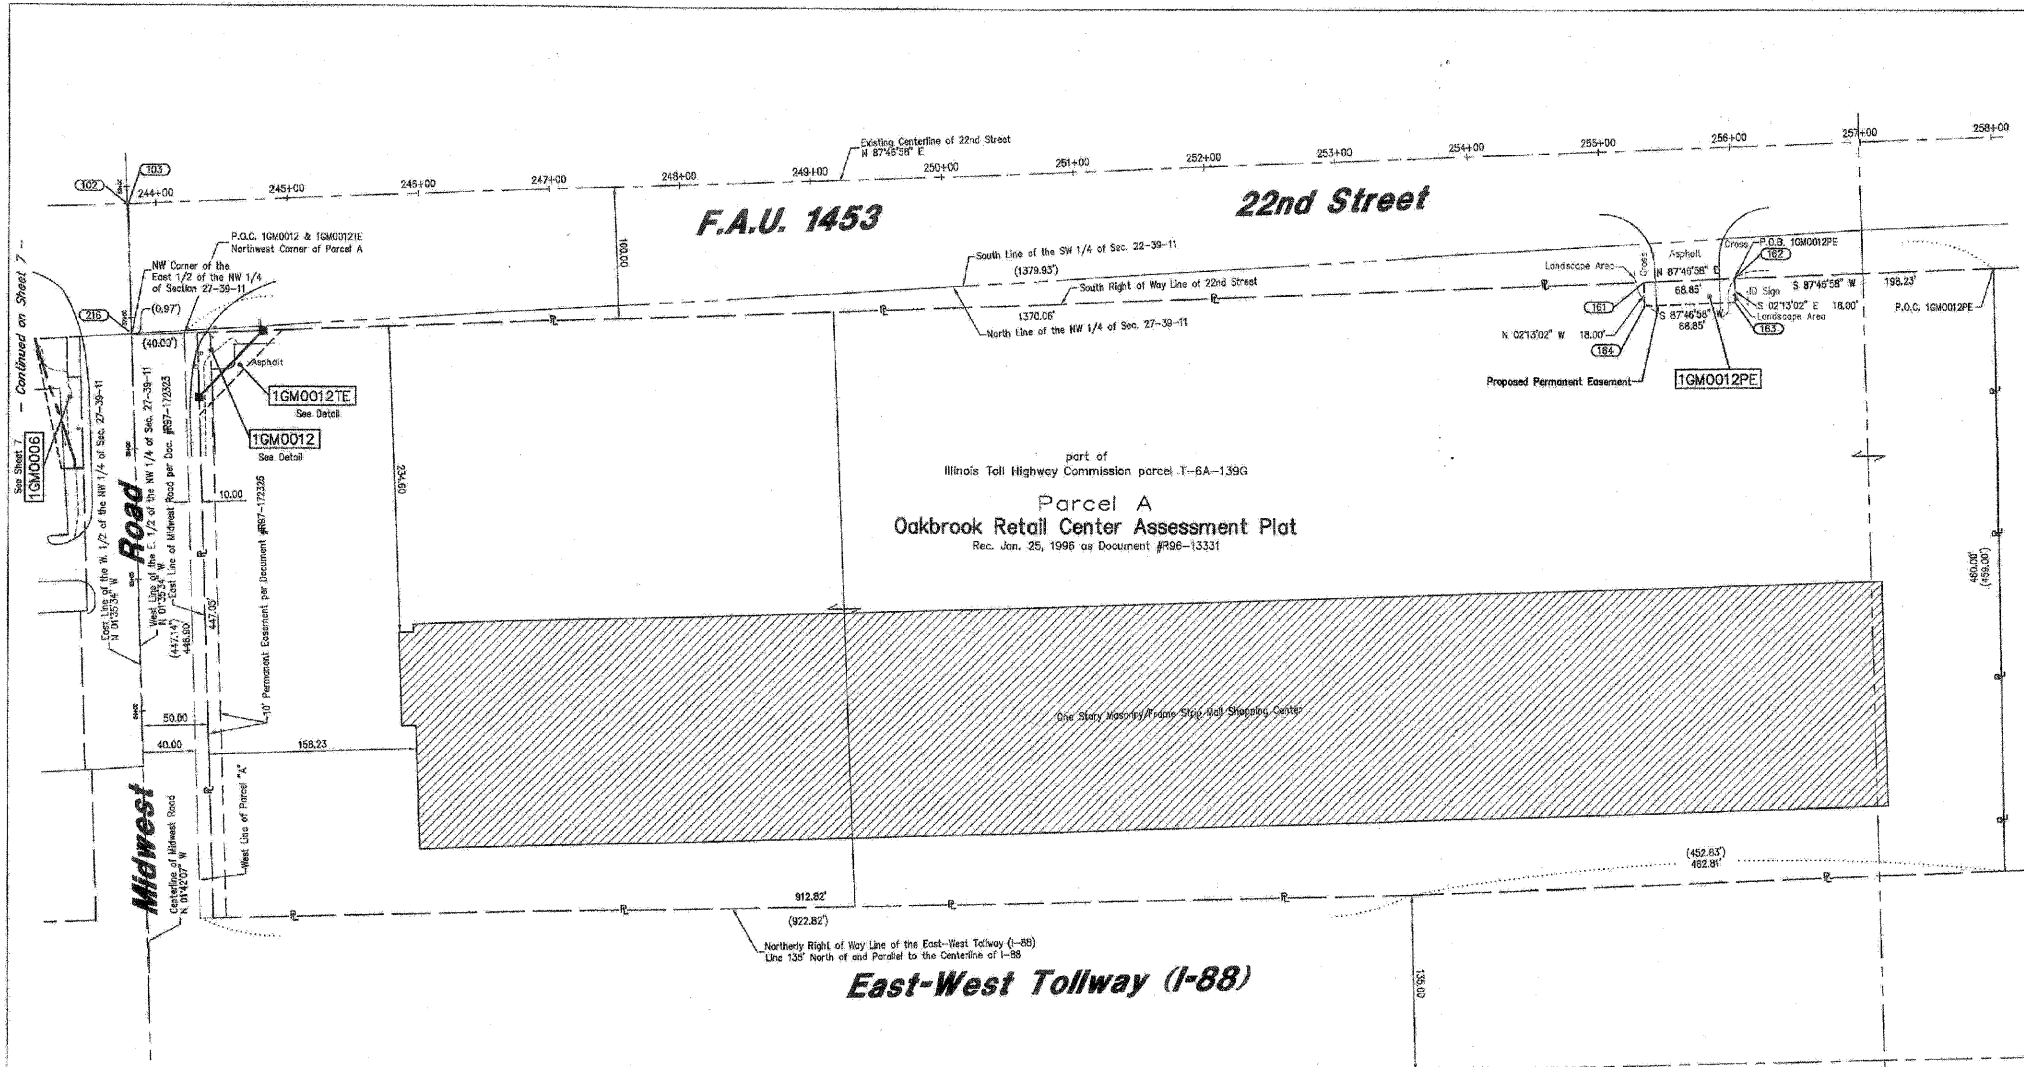 Existing Centerline of 22nd Street
N 87°46'58" E
102
103
244+00
245+00
246+00
247+00
248+00
249+00
250+00
251+00
252+00
253+00
254+00
255+00
256+00
257+00
258+00
F.A.U. 1453
22nd Street
100.00
P.O.C. 1GM0012 & 1GM0012TE
Northwest Corner of Parcel A
NW Corner of the
East 1/2 of the NW 1/4
of Section 27-39-11
(0.97')
216
(40.00')
Asphalt
1GM0012TE
See Detail
1GM0012
See Detail
- Continued on Sheet 7 -
See Sheet 7
1GM0006
South Line of the SW 1/4 of Sec. 22-39-11
(1379.93')
South Right of Way Line of 22nd Street
1370.06'
North Line of the NW 1/4 of Sec. 27-39-11
Landscape Area
Cross
Asphalt
Cross
P.O.B. 1GM0012PE
162
N 87°46'58" E
68.85'
161
S 87°46'58" W
68.85'
ID Sign
S 87°46'58" W
198.23'
S 02°13'02" E 18.00'
Landscape Area
163
P.O.C. 1GM0012PE
N 02°13'02" W 18.00'
164
Proposed Permanent Easement
1GM0012PE
East Line of the W. 1/2 of the NW 1/4 of Sec. 27-39-11
N 01°35'34" W
West Line of the E. 1/2 of the NW 1/4 of Sec. 27-39-11
N 01°35'34" W
East Line of Midwest Road per Doc. #R97-172323
(447.14')
446.90'
447.05'
10.00
10' Permanent Easement per Document #R97-172326
234.60
part of
Illinois Toll Highway Commission parcel T-6A-139G
Parcel A
Oakbrook Retail Center Assessment Plat
Rec. Jan. 25, 1996 as Document #R96-13331
460.00'
(459.00')
One Story Masonry/Frame Strip Mall Shopping Center
50.00
40.00
158.23
West Line of Parcel "A"
Midwest Road
Centerline of Midwest Road
N 01°42'07" W
(452.83')
462.81'
912.82'
(922.82')
Northerly Right of Way Line of the East-West Tollway (I-88)
Line 135' North of and Parallel to the Centerline of I-88
East-West Tollway (I-88)
135.00